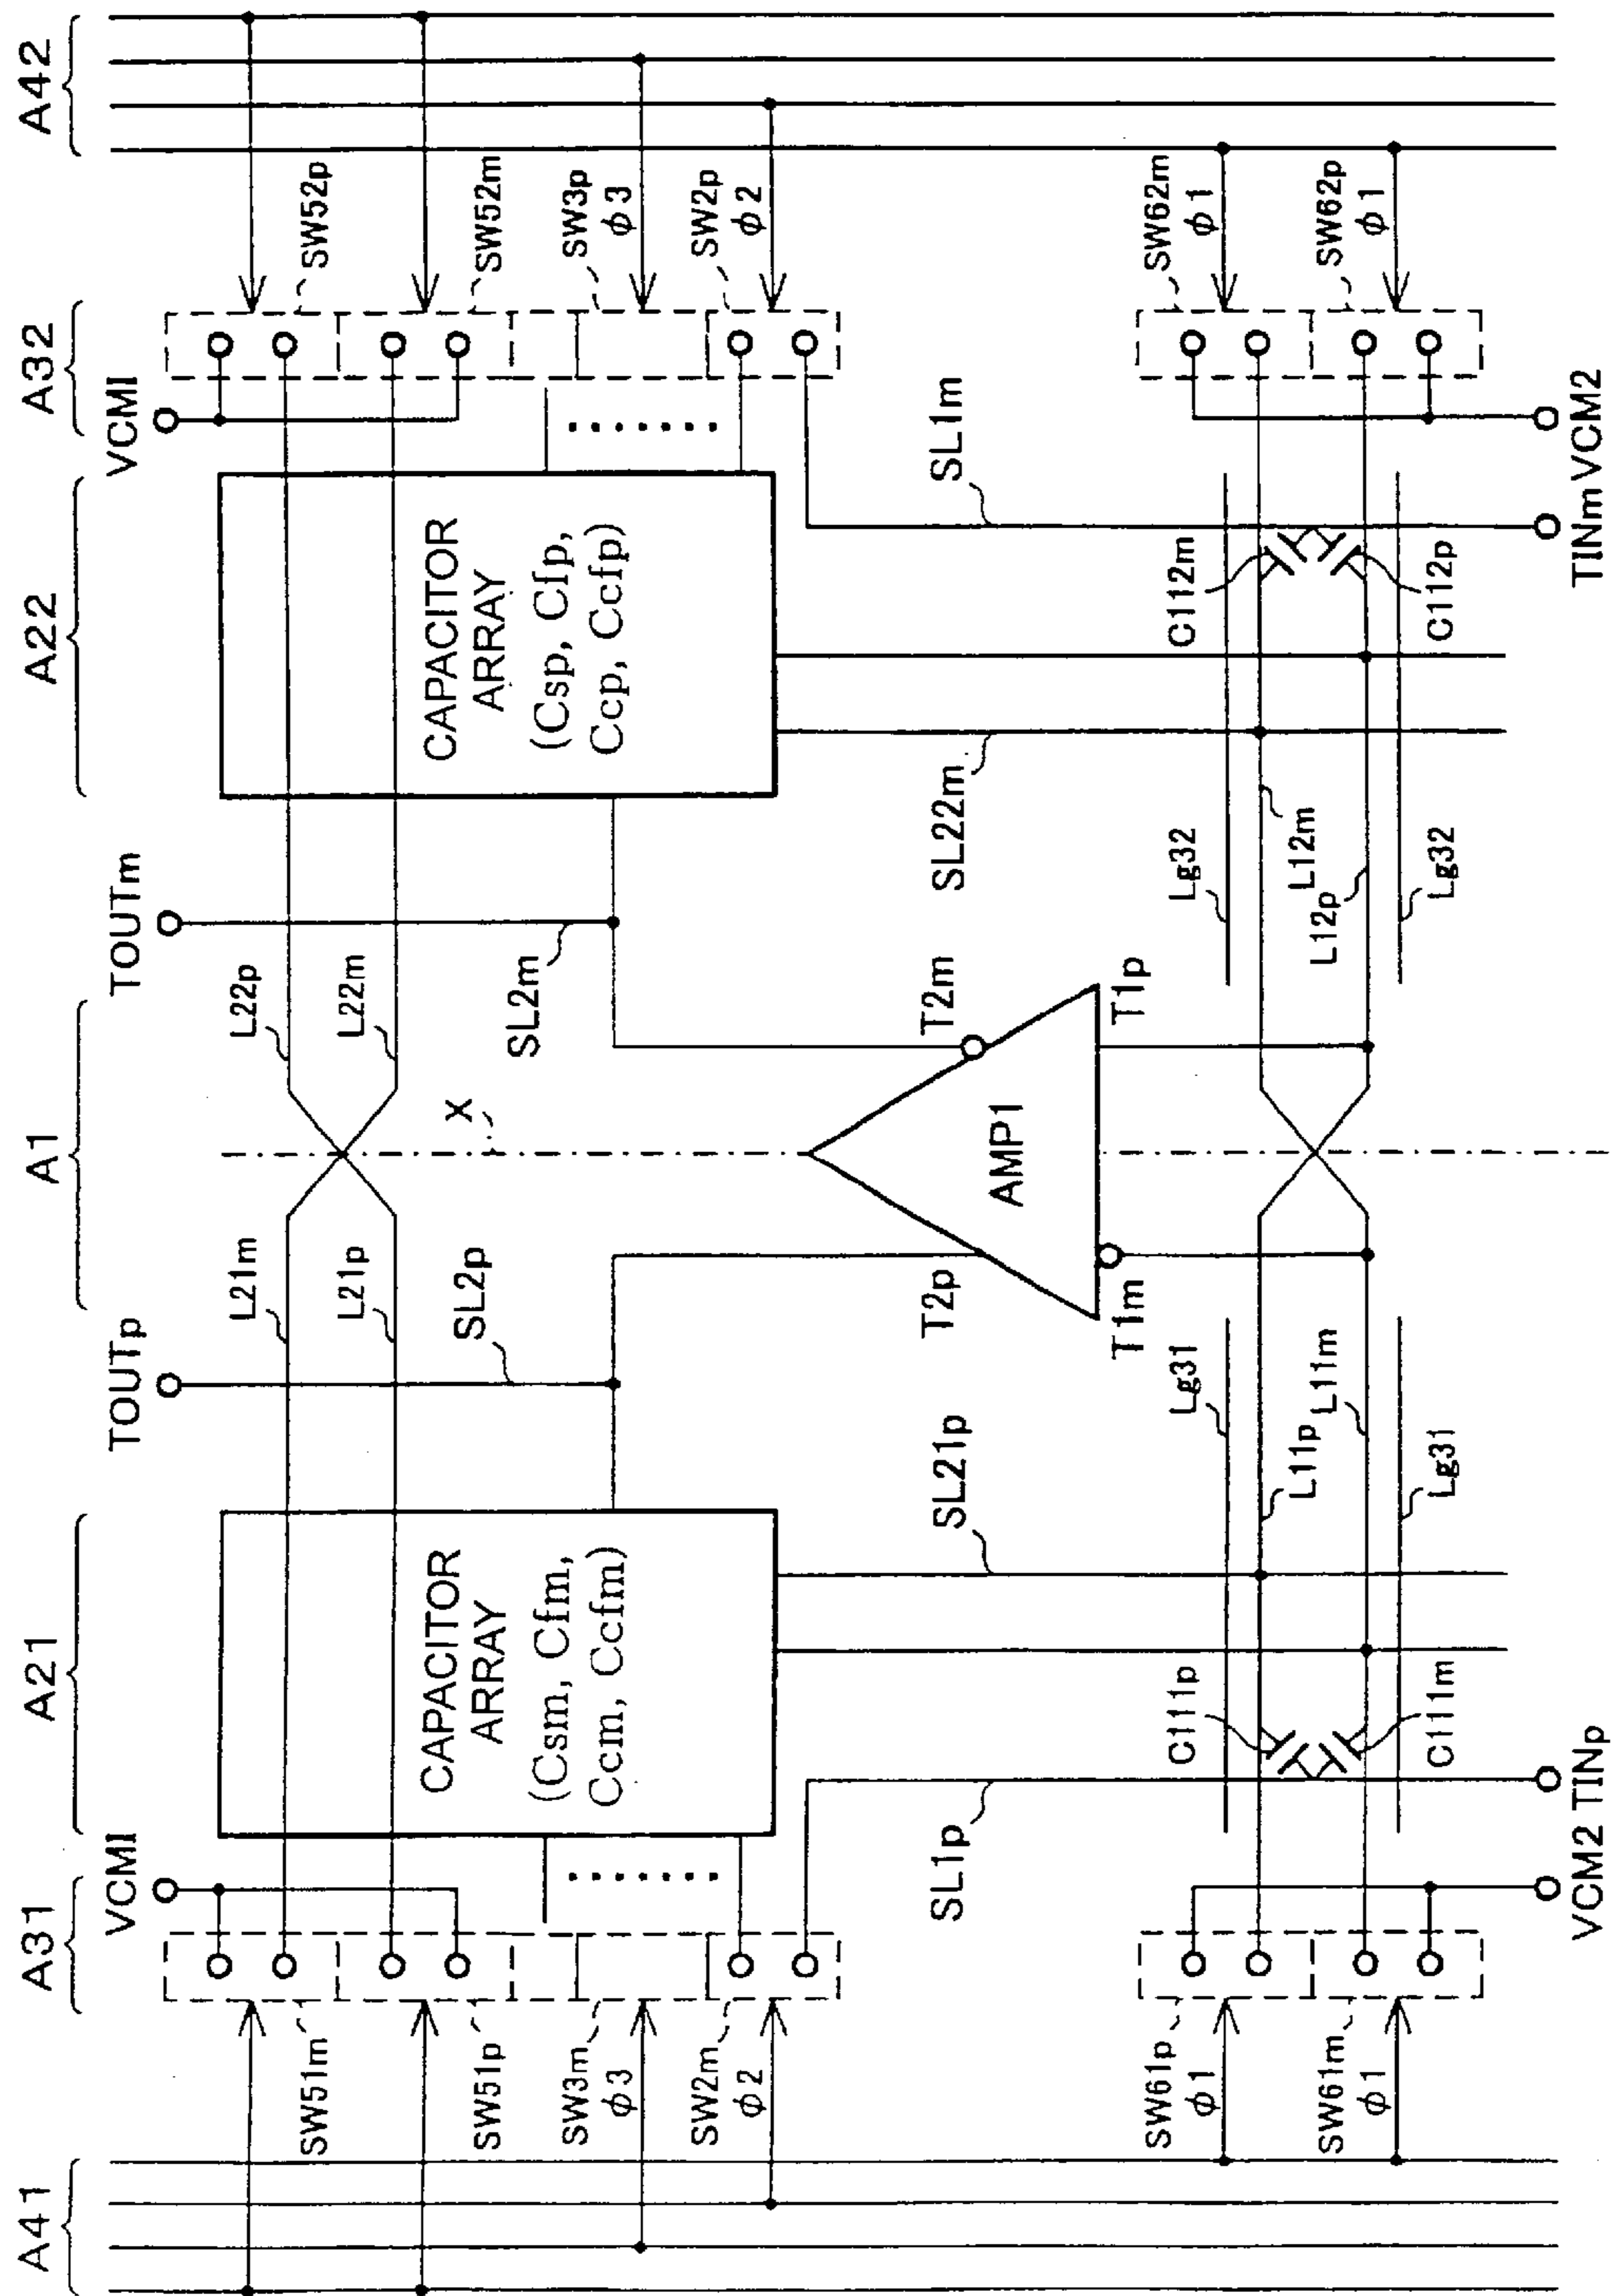 A41
A31
A21
A1
A22
A32
A42
VCMI
TOUTp
TOUTm
VCMI
SW51m
SW51p
SW3m
φ3
SW2m
φ2
SW61p
φ1
SW61m
φ1
CAPACITOR
ARRAY
(Csm, Cfm,
Ccm, Ccfm)
L21m
L21p
SL2p
X
L22p
L22m
SL2m
CAPACITOR
ARRAY
(Csp, Cfp,
Ccp, Ccfp)
SW52p
SW52m
SW3p
φ3
SW2p
φ2
SW62m
φ1
SW62p
φ1
T2p
T2m
AMP1
T1m
T1p
SL1p
SL21p
SL22m
SL1m
C111p
Lg31
Lg32
C112m
L11p
L11m
L12p
L12m
C111m
Lg31
Lg32
C112p
VCM2
TINp
TINm
VCM2